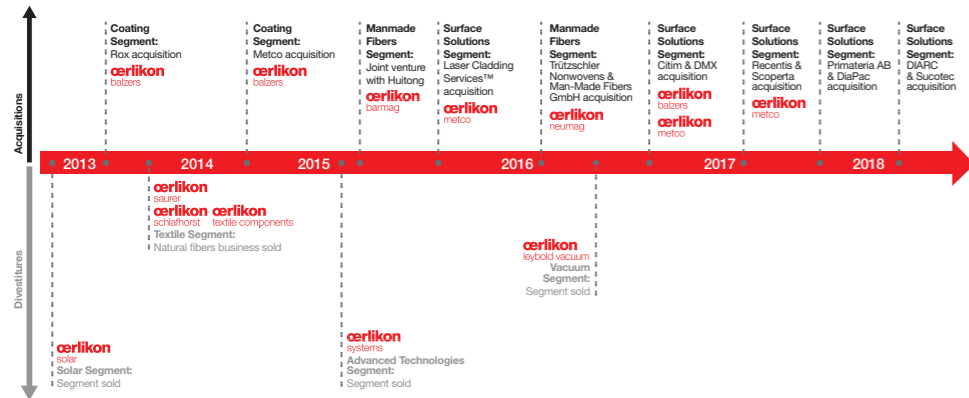 Acquisitions
Coating
Segment:
Rox acquisition
œrlikon
balzers
Coating
Segment:
Metco acquisition
œrlikon
balzers
Manmade
Fibers
Segment:
Joint venture
with Huitong
œrlikon
barmag
Surface
Solutions
Segment:
Laser Cladding
Services™
acquisition
œrlikon
metco
Manmade
Fibers
Segment:
Trützschler
Nonwovens &
Man-Made Fibers
GmbH acquisition
œrlikon
neumag
Surface
Solutions
Segment:
Citim & DMX
acquisition
œrlikon
balzers
œrlikon
metco
Surface
Solutions
Segment:
Recentis &
Scoperta
acquisition
œrlikon
metco
Surface
Solutions
Segment:
Primateria AB
& DiaPac
acquisition
Surface
Solutions
Segment:
DIARC
& Sucotec
acquisition
2013 2014 2015 2016 2017 2018
Divestitures
œrlikon
solar
Solar Segment:
Segment sold
œrlikon
saurer
œrlikon œrlikon
schlafhorst textile components
Textile Segment:
Natural fibers business sold
œrlikon
systems
Advanced Technologies
Segment:
Segment sold
œrlikon
leybold vacuum
Vacuum
Segment:
Segment sold